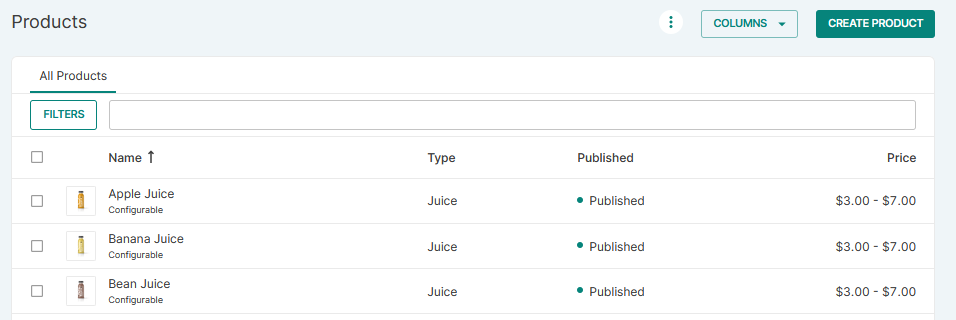 Products
COLUMNS
CREATE PRODUCT
All Products
FILTERS
Name ↑ Type Published Price
Apple Juice
Configurable
Juice
Published
$3.00 - $7.00
Banana Juice
Configurable
Juice
Published
$3.00 - $7.00
Bean Juice
Configurable
Juice
Published
$3.00 - $7.00